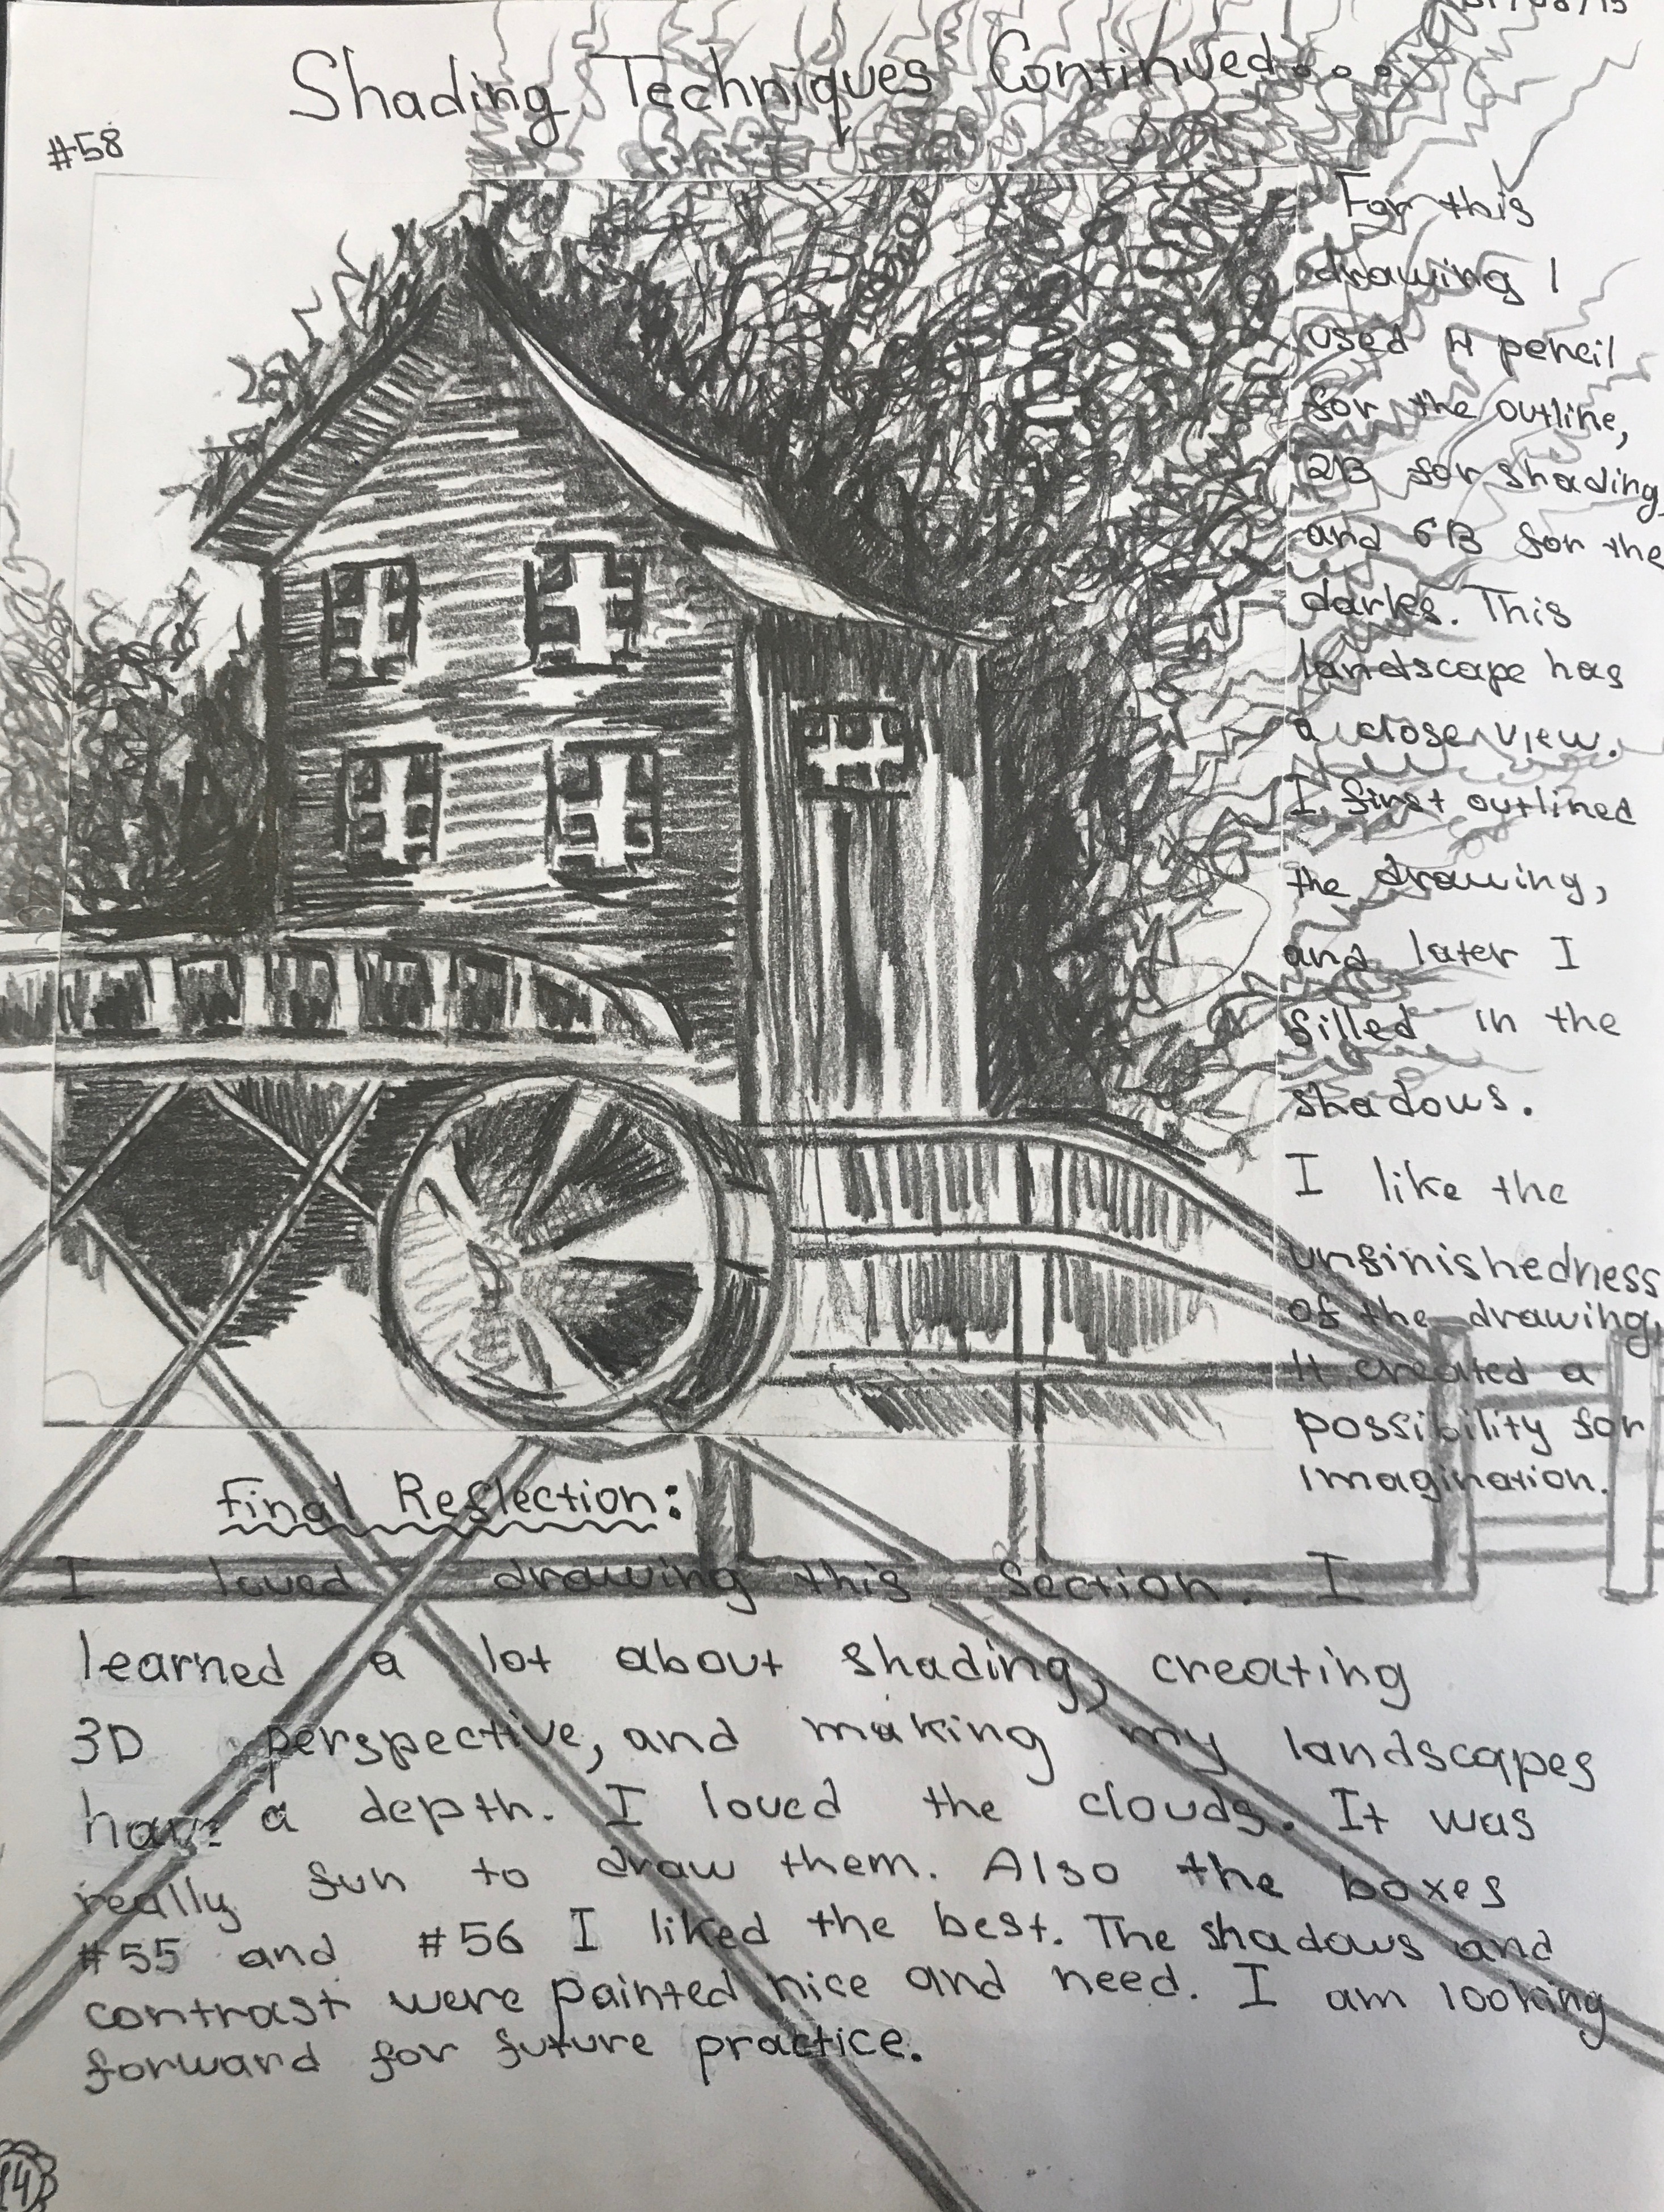 Shading Techniques Continued...
#58
For this
drawing I
used H pencil
for the outline,
2B for shading,
and 6B for the
darks. This
landscape has
a close view.
I first outlined
the drawing,
and later I
filled in the
shadows.
I like the
unfinishedness
of the drawing,
It created a
possibility for
imagination.
Final Reflection:
I loved drawing this section. I
learned a lot about shading, creating
3D perspective, and making my landscapes
have a depth. I loved the clouds. It was
really fun to draw them. Also the boxes
#55 and #56 I liked the best. The shadows and
contrast were painted nice and need. I am looking
forward for future practice.